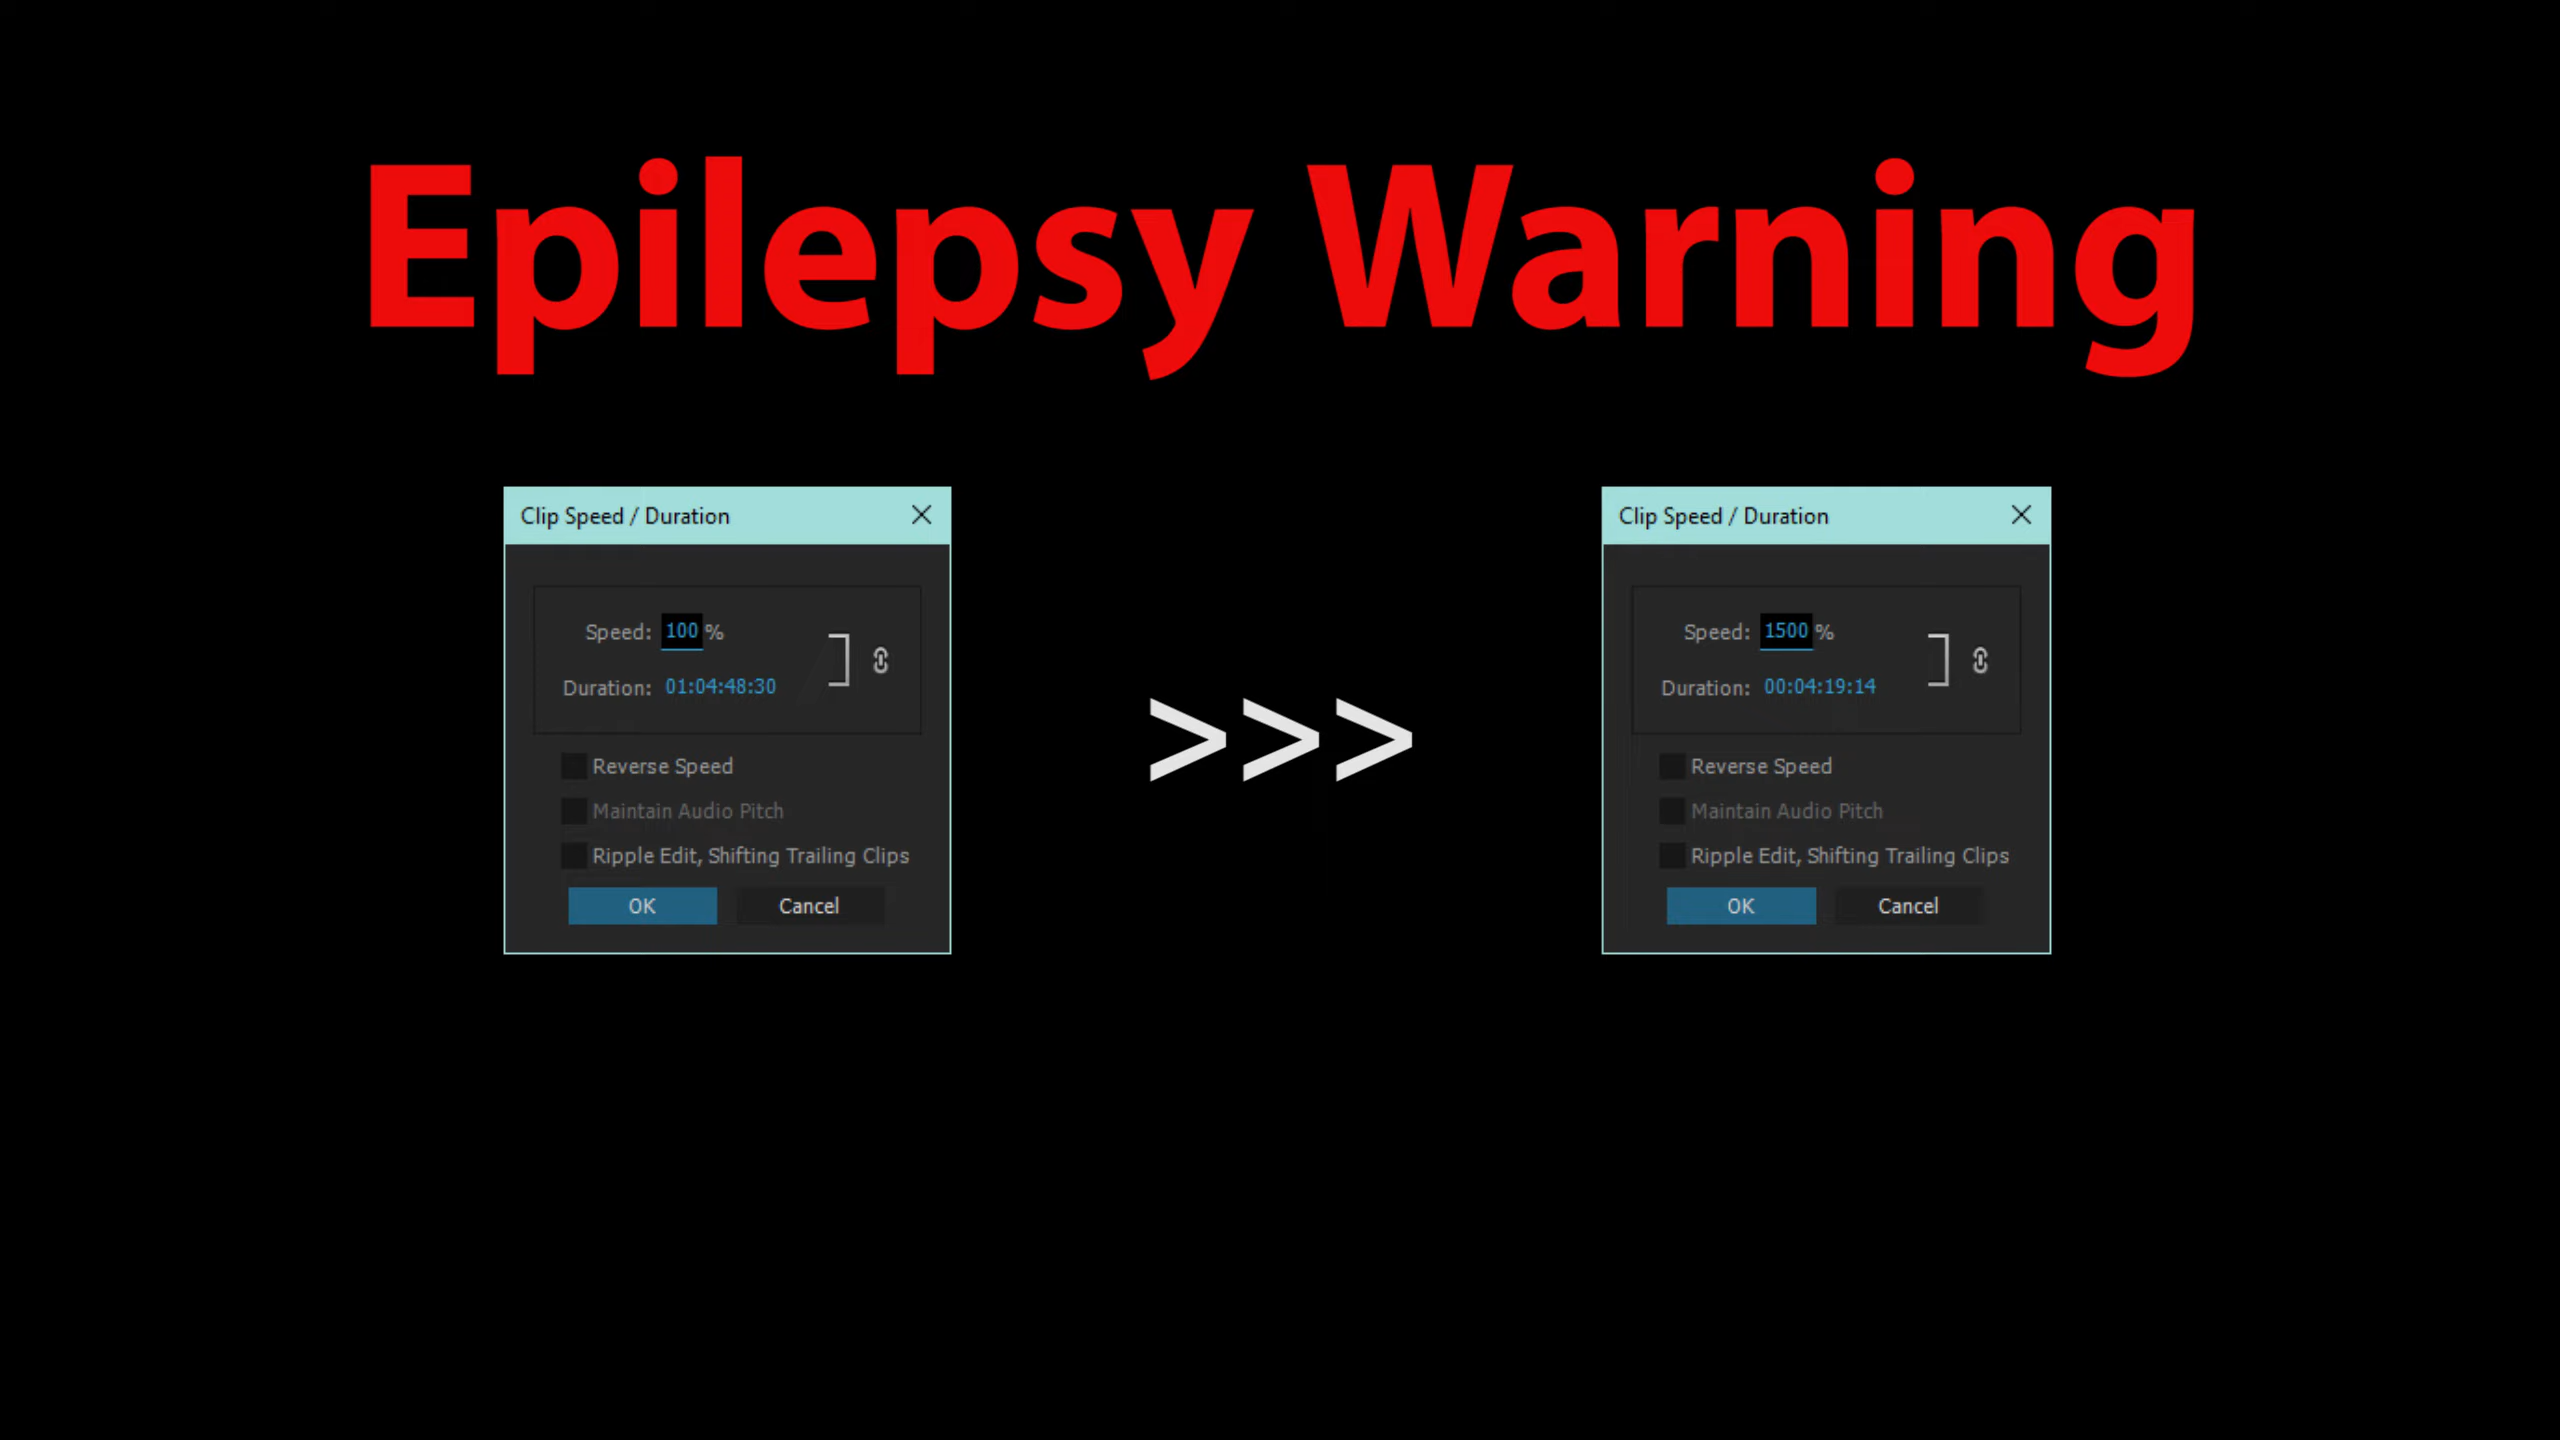 Epilepsy Warning
Clip Speed / Duration
Speed: 100 %
Duration: 01:04:48:30
Reverse Speed
Maintain Audio Pitch
Ripple Edit, Shifting Trailing Clips
OK Cancel
>>>
Clip Speed / Duration
Speed: 1500 %
Duration: 00:04:19:14
Reverse Speed
Maintain Audio Pitch
Ripple Edit, Shifting Trailing Clips
OK Cancel